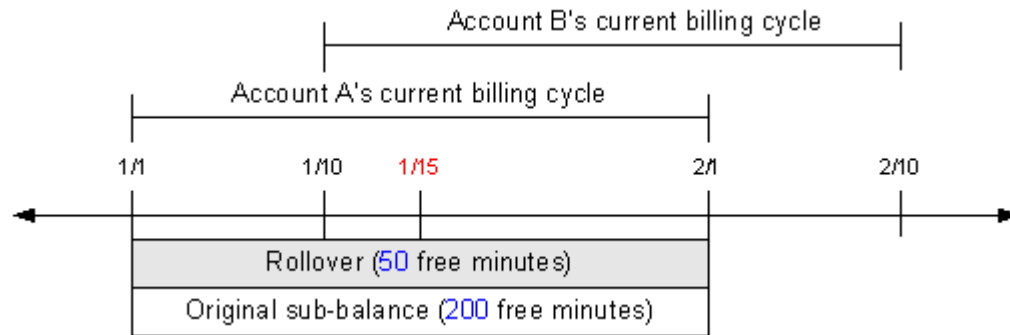 Account B's current billing cycle
Account A's current billing cycle
1/1 1/10 1/15 2/1 2/10
Rollover (50 free minutes)
Original sub-balance (200 free minutes)